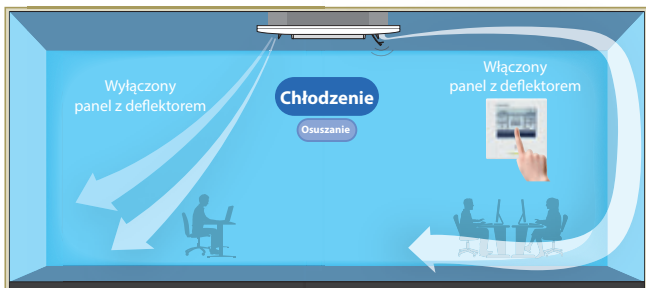 Wyłączony
panel z deflektorem
Chłodzenie
Osuszanie
Włączony
panel z deflektorem